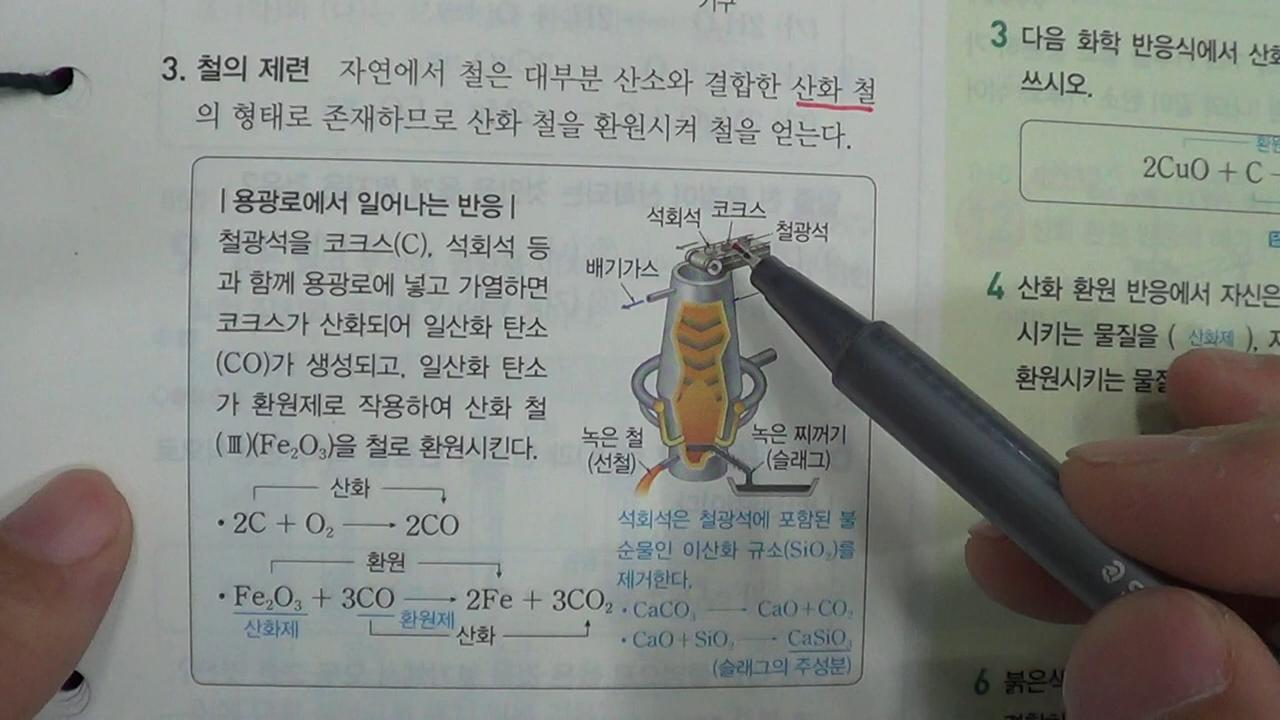 기구
3. 철의 제련 자연에서 철은 대부분 산소와 결합한 산화 철
의 형태로 존재하므로 산화 철을 환원시켜 철을 얻는다.
| 용광로에서 일어나는 반응 |
철광석을 코크스(C), 석회석 등
과 함께 용광로에 넣고 가열하면
코크스가 산화되어 일산화 탄소
(CO)가 생성되고, 일산화 탄소
가 환원제로 작용하여 산화 철
(Ⅲ)(Fe₂O₃)을 철로 환원시킨다.
산화
• 2C + O₂ → 2CO
환원
• Fe₂O₃ + 3CO → 2Fe + 3CO₂
산화제
환원제
산화
석회석
코크스
철광석
배기가스
녹은 철
(선철)
녹은 찌꺼기
(슬래그)
석회석은 철광석에 포함된 불
순물인 이산화 규소(SiO₂)를
제거한다.
• CaCO₃ → CaO+CO₂
• CaO+SiO₂ → CaSiO₃
(슬래그의 주성분)
3 다음 화학 반응식에서
쓰시오.
2CuO + C
4 산화 환원 반응에서 자신은
시키는 물질을 ( 산화제 ),
환원시키는
6